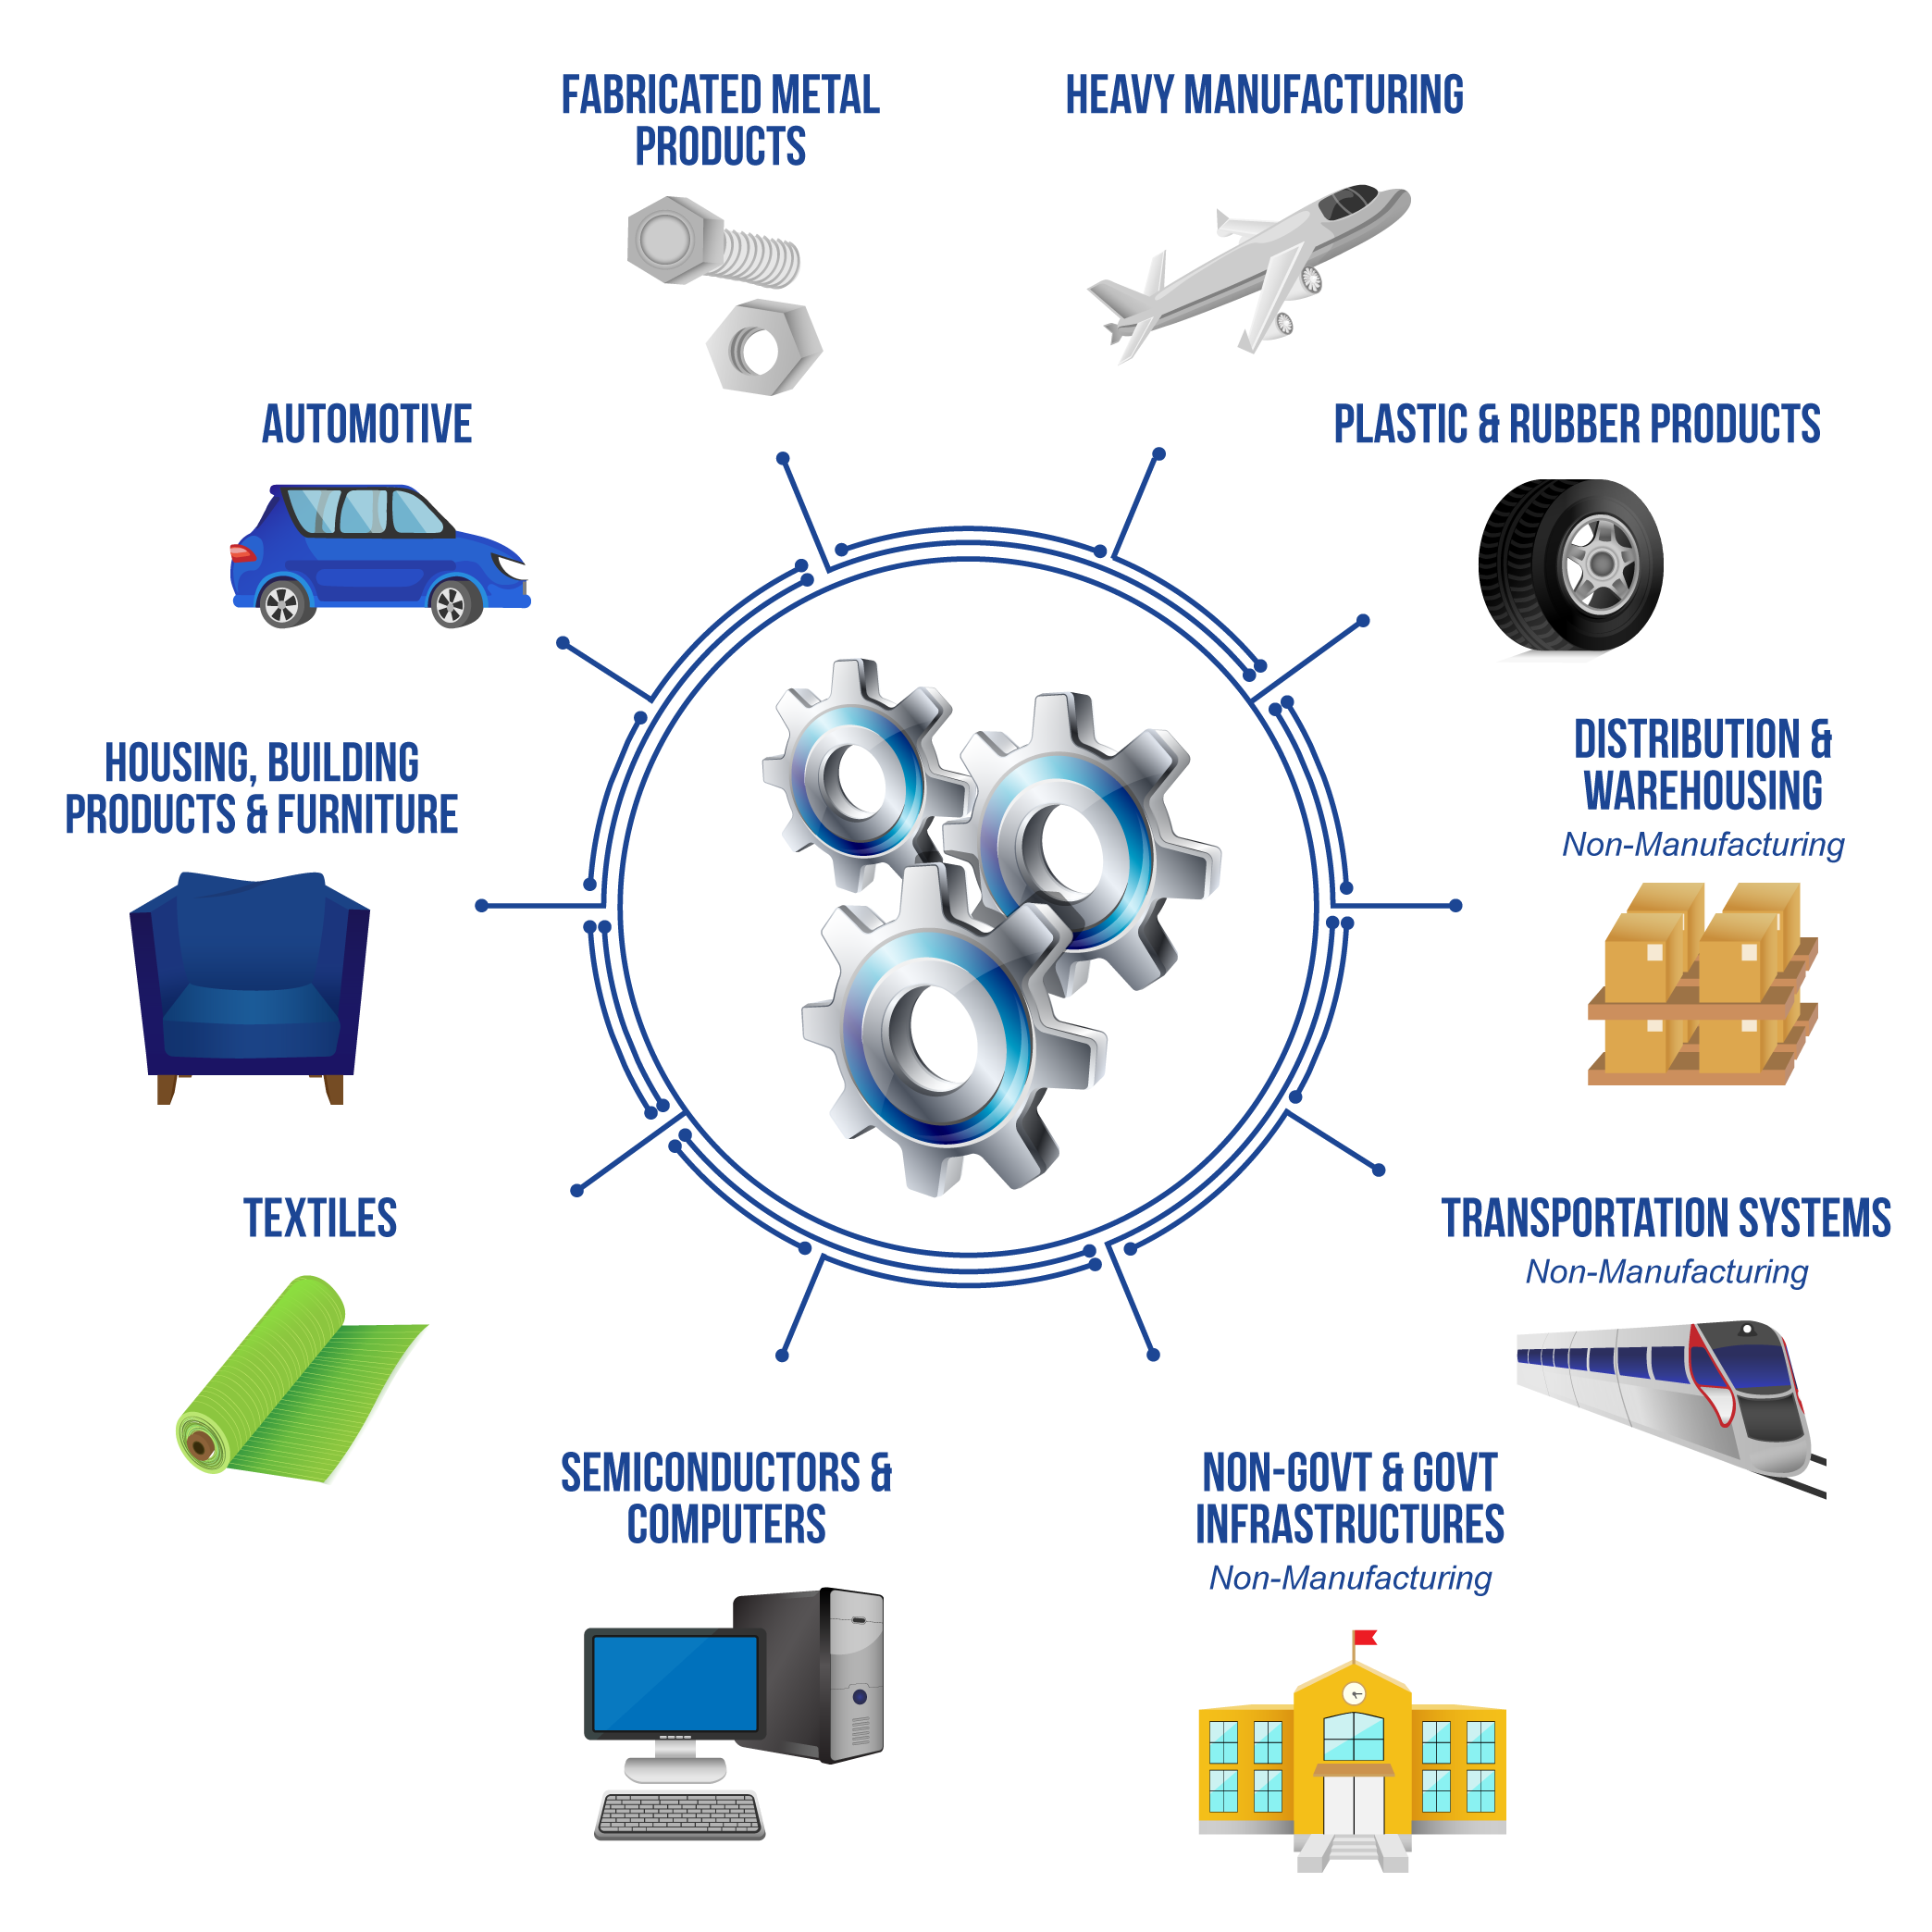 FABRICATED METAL
PRODUCTS
HEAVY MANUFACTURING
AUTOMOTIVE
PLASTIC & RUBBER PRODUCTS
HOUSING, BUILDING
PRODUCTS & FURNITURE
DISTRIBUTION &
WAREHOUSING
Non-Manufacturing
TEXTILES
TRANSPORTATION SYSTEMS
Non-Manufacturing
SEMICONDUCTORS &
COMPUTERS
NON-GOVT & GOVT
INFRASTRUCTURES
Non-Manufacturing